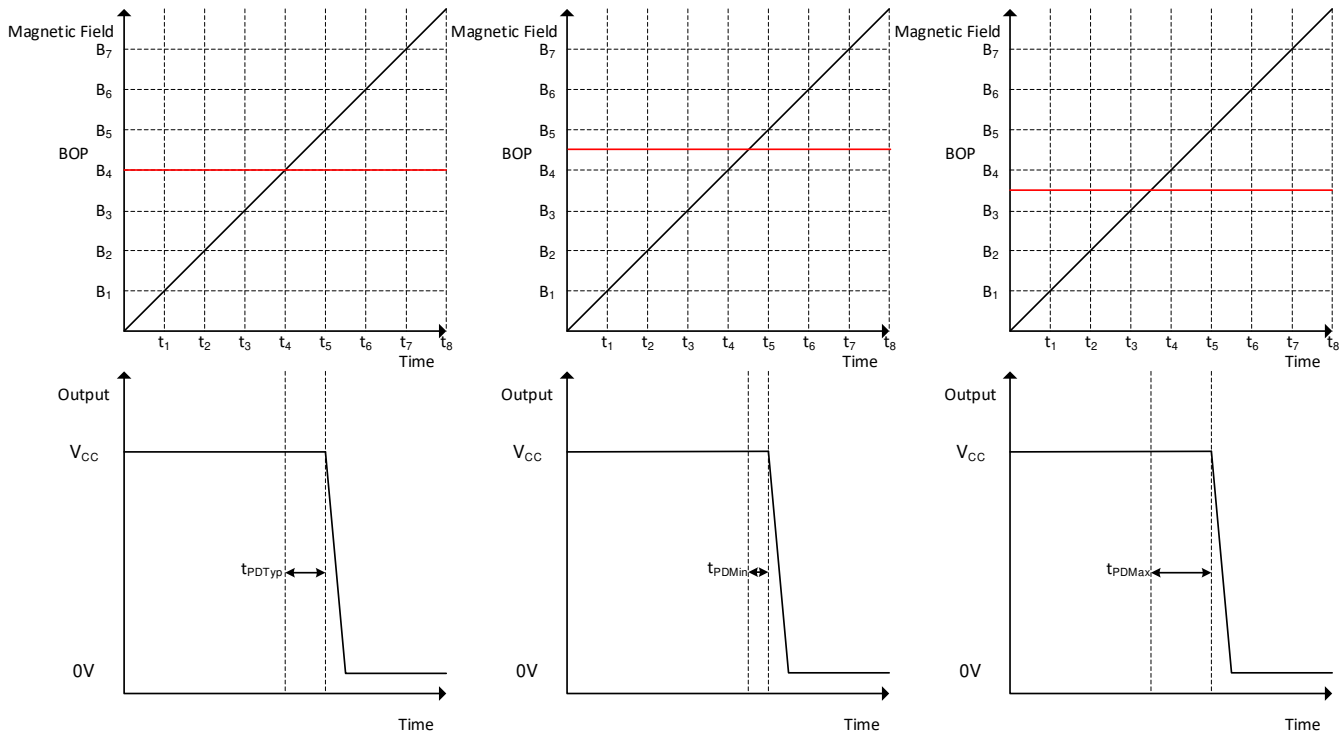 Magnetic Field
B7
B6
B5
BOP
B4
B3
B2
B1
t1 t2 t3 t4 t5 t6 t7 t8
Time
Magnetic Field
B7
B6
B5
BOP
B4
B3
B2
B1
t1 t2 t3 t4 t5 t6 t7 t8
Time
Magnetic Field
B7
B6
B5
BOP
B4
B3
B2
B1
t1 t2 t3 t4 t5 t6 t7 t8
Time
Output
VCC
tPDTyp
0V
Time
Output
VCC
tPDMin
0V
Time
Output
VCC
tPDMax
0V
Time